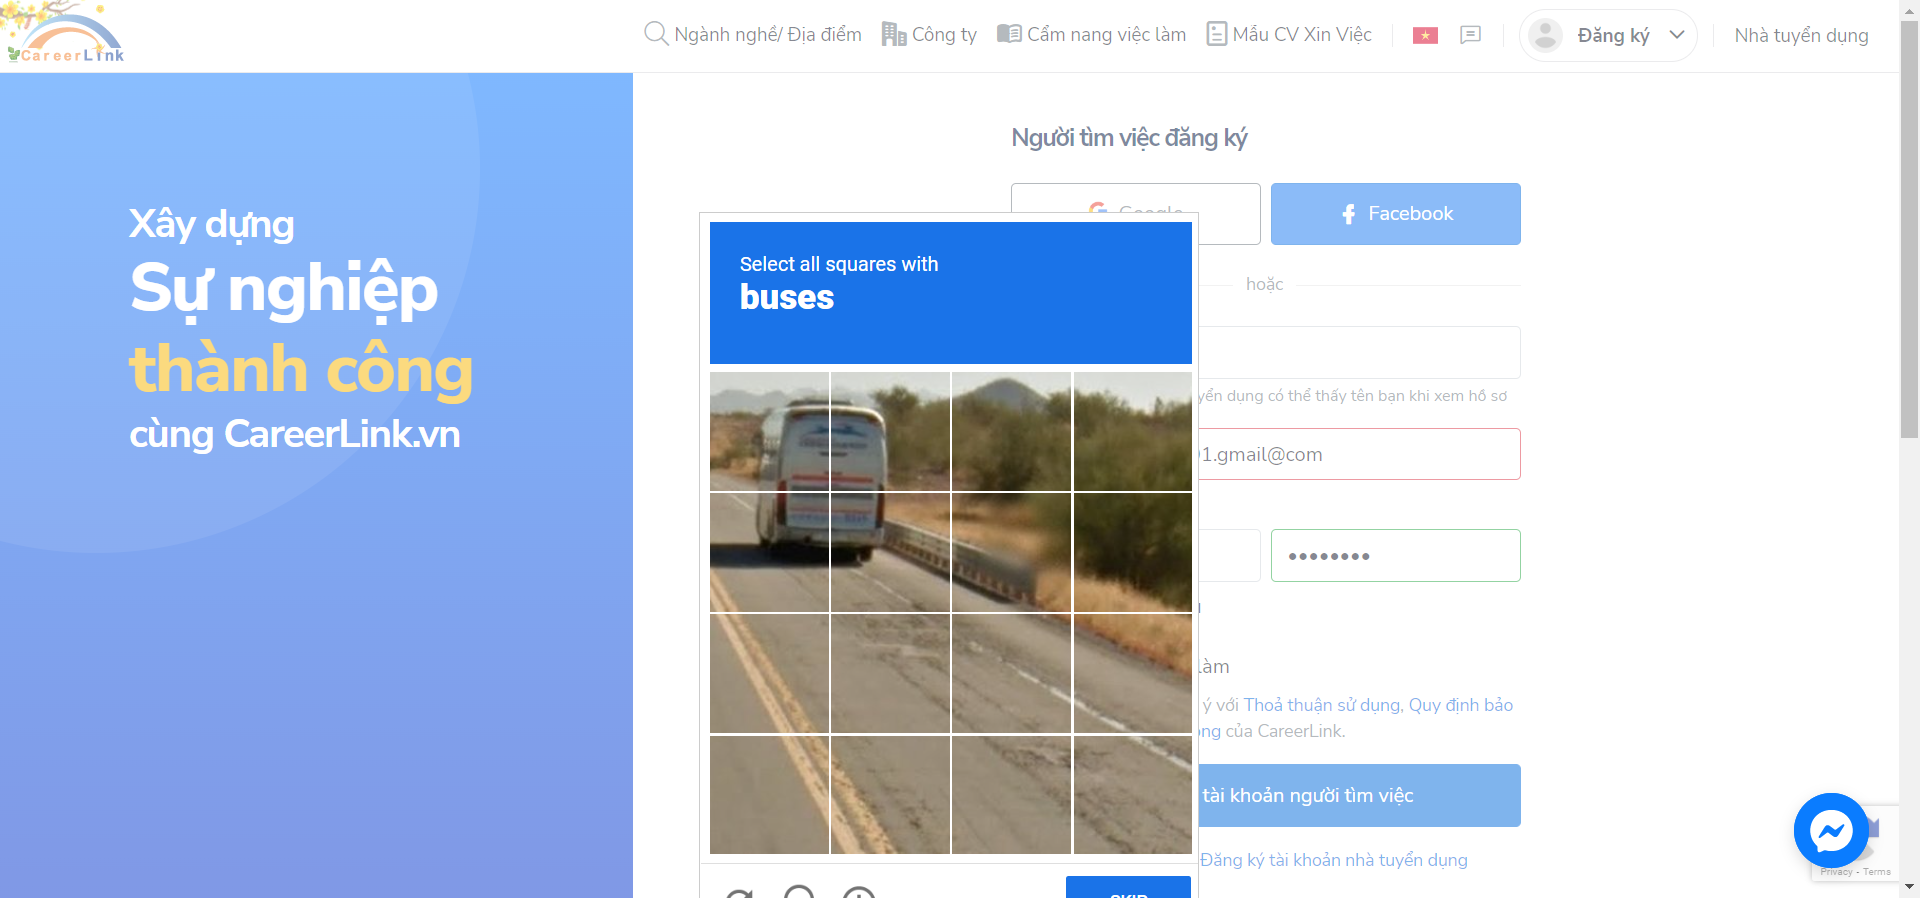 CareerLink
Ngành nghề/ Địa điểm
Công ty
Cẩm nang việc làm
Mẫu CV Xin Việc
Đăng ký
Nhà tuyển dụng
Xây dựng
Sự nghiệp
thành công
cùng CareerLink.vn
Người tìm việc đăng ký
Google
Facebook
hoặc
Select all squares with
buses
yển dụng có thể thấy tên bạn khi xem hồ sơ
1.gmail@com
••••••••
làm
ý với Thoả thuận sử dụng, Quy định bảo
ộng của CareerLink.
tài khoản người tìm việc
Đăng ký tài khoản nhà tuyển dụng
SKIP
Privacy - Terms